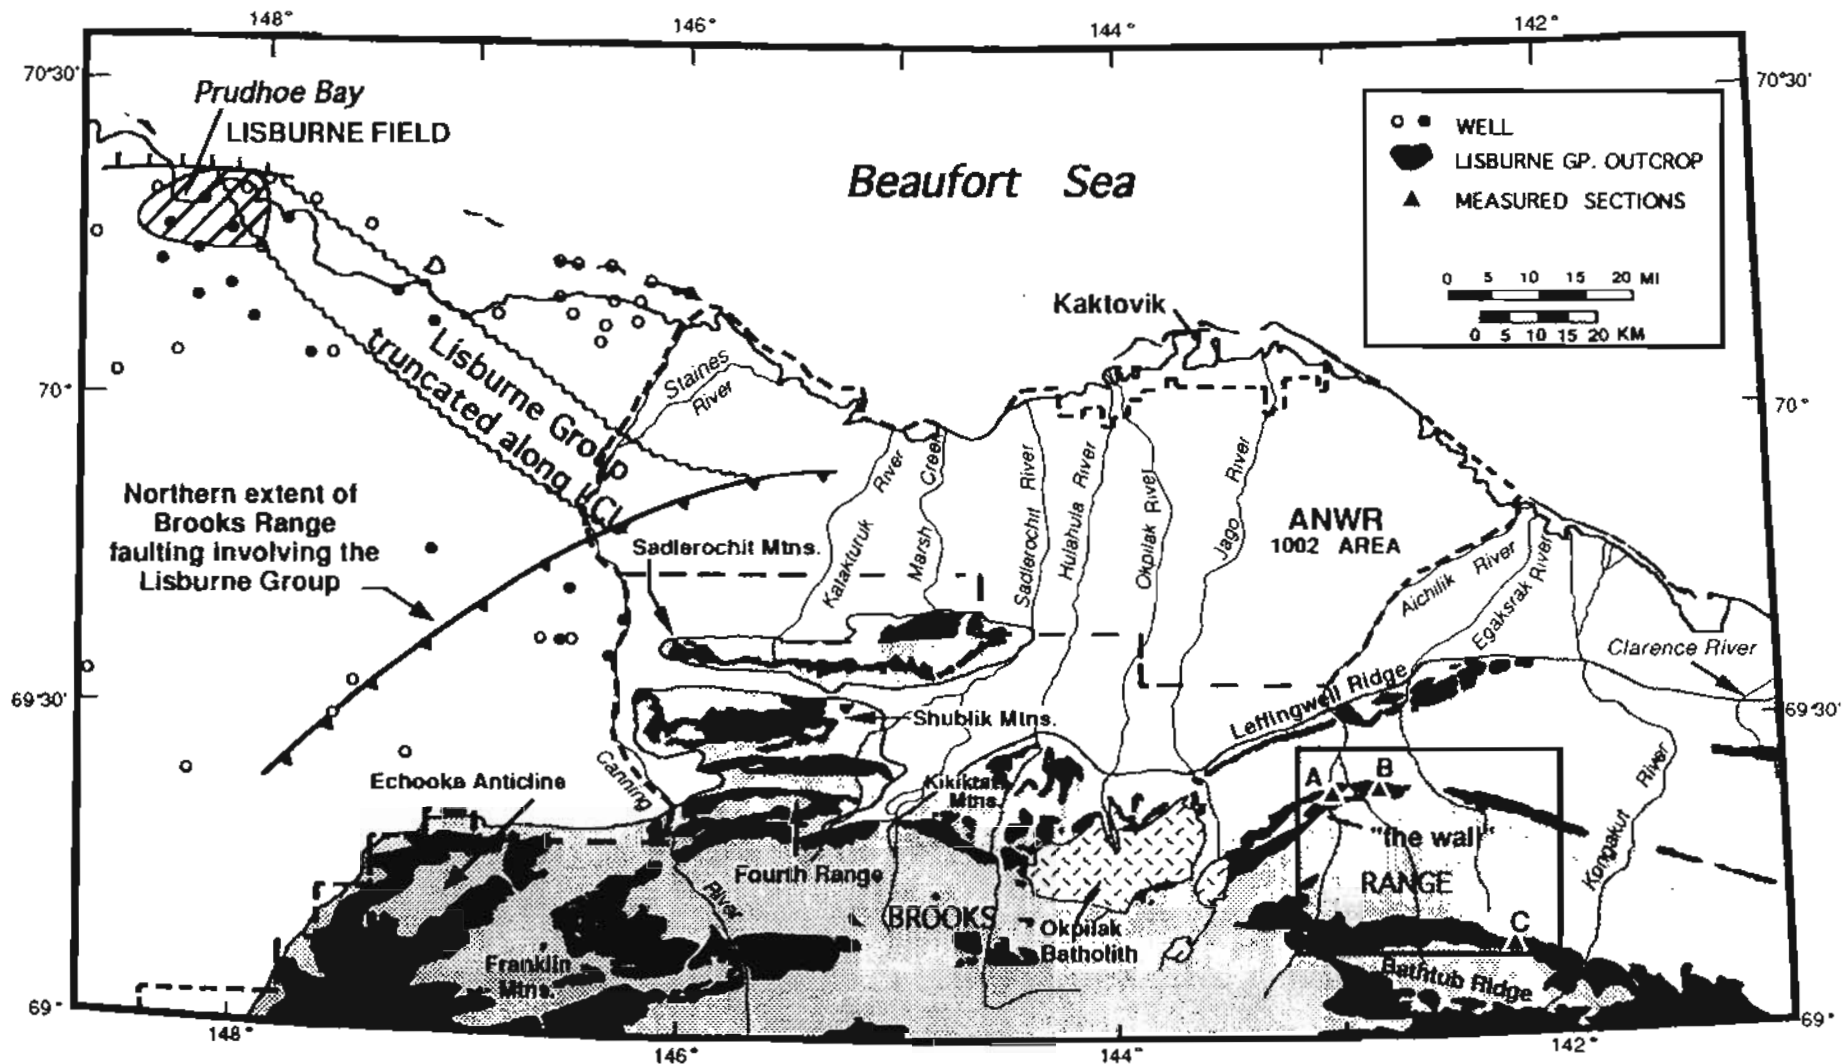 148°
146°
144°
142°
70°30'
70°30'
Prudhoe Bay
LISBURNE FIELD
Beaufort Sea
WELL
LISBURNE GP. OUTCROP
MEASURED SECTIONS
0 5 10 15 20 MI
0 5 10 15 20 KM
Kaktovik
Lisburne Group
truncated along LCU
Staines
River
70°
70°
Northern extent of
Brooks Range
faulting involving the
Lisburne Group
Sadlerochit Mtns.
Katakturuk River
Marsh Creek
Sadlerochit River
Hulahula River
Okpilak River
Jago River
ANWR
1002 AREA
Aichilik River
Egaksrak River
Clarence River
69°30'
69°30'
Leffingwell Ridge
Shublik Mtns.
Echooka Anticline
Canning
River
Mtns.
A
B
"the wall"
Kongakut River
Fourth Range
BROOKS
RANGE
Okpilak
Batholith
C
Franklin
Mtns.
Bathtub Ridge
69°
69°
148°
146°
144°
142°